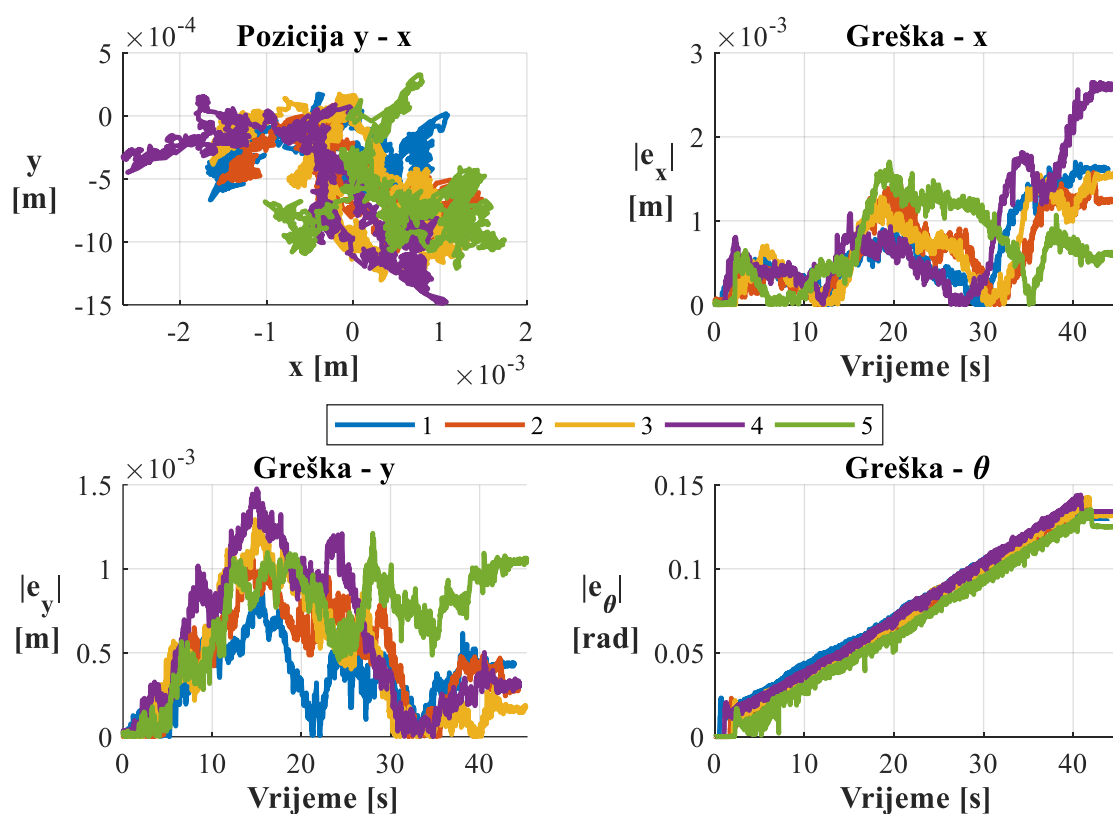 Pozicija y - x
×10⁻⁴
5
0
-5
-10
-15
y
[m]
-2
-1
0
1
2
x [m]
×10⁻³
Greška - x
×10⁻³
3
2
1
0
|eₓ|
[m]
0
10
20
30
40
Vrijeme [s]
1 2 3 4 5
Greška - y
×10⁻³
1.5
1
0.5
0
|e_y|
[m]
0
10
20
30
40
Vrijeme [s]
Greška - θ
0.15
0.1
0.05
0
|e_θ|
[rad]
0
10
20
30
40
Vrijeme [s]